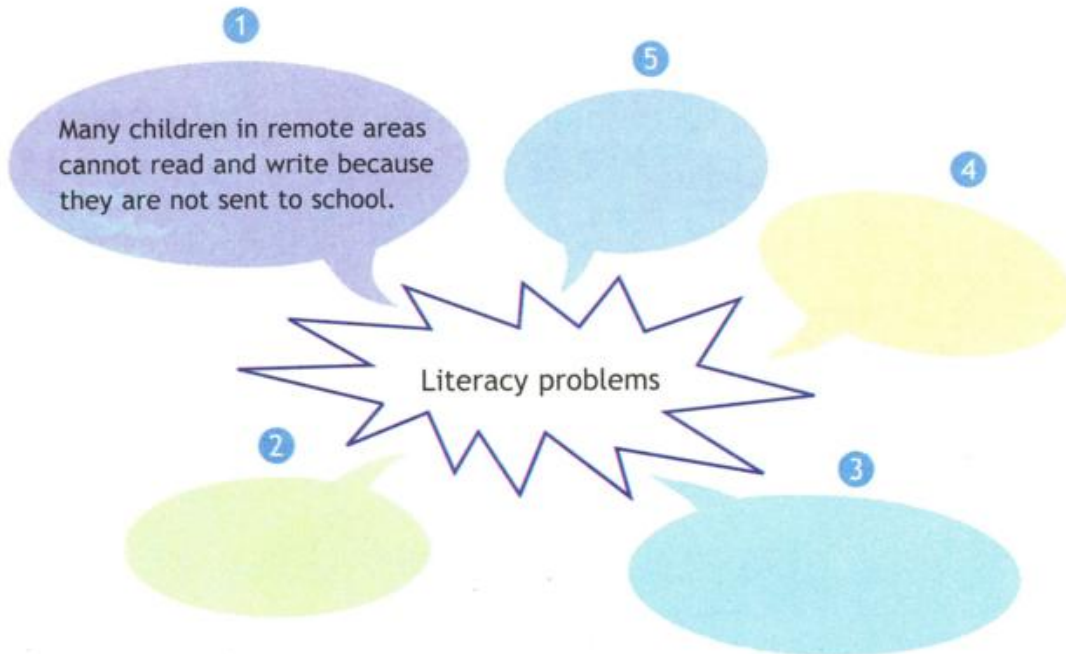 1
Many children in remote areas
cannot read and write because
they are not sent to school.
5
4
Literacy problems
2
3